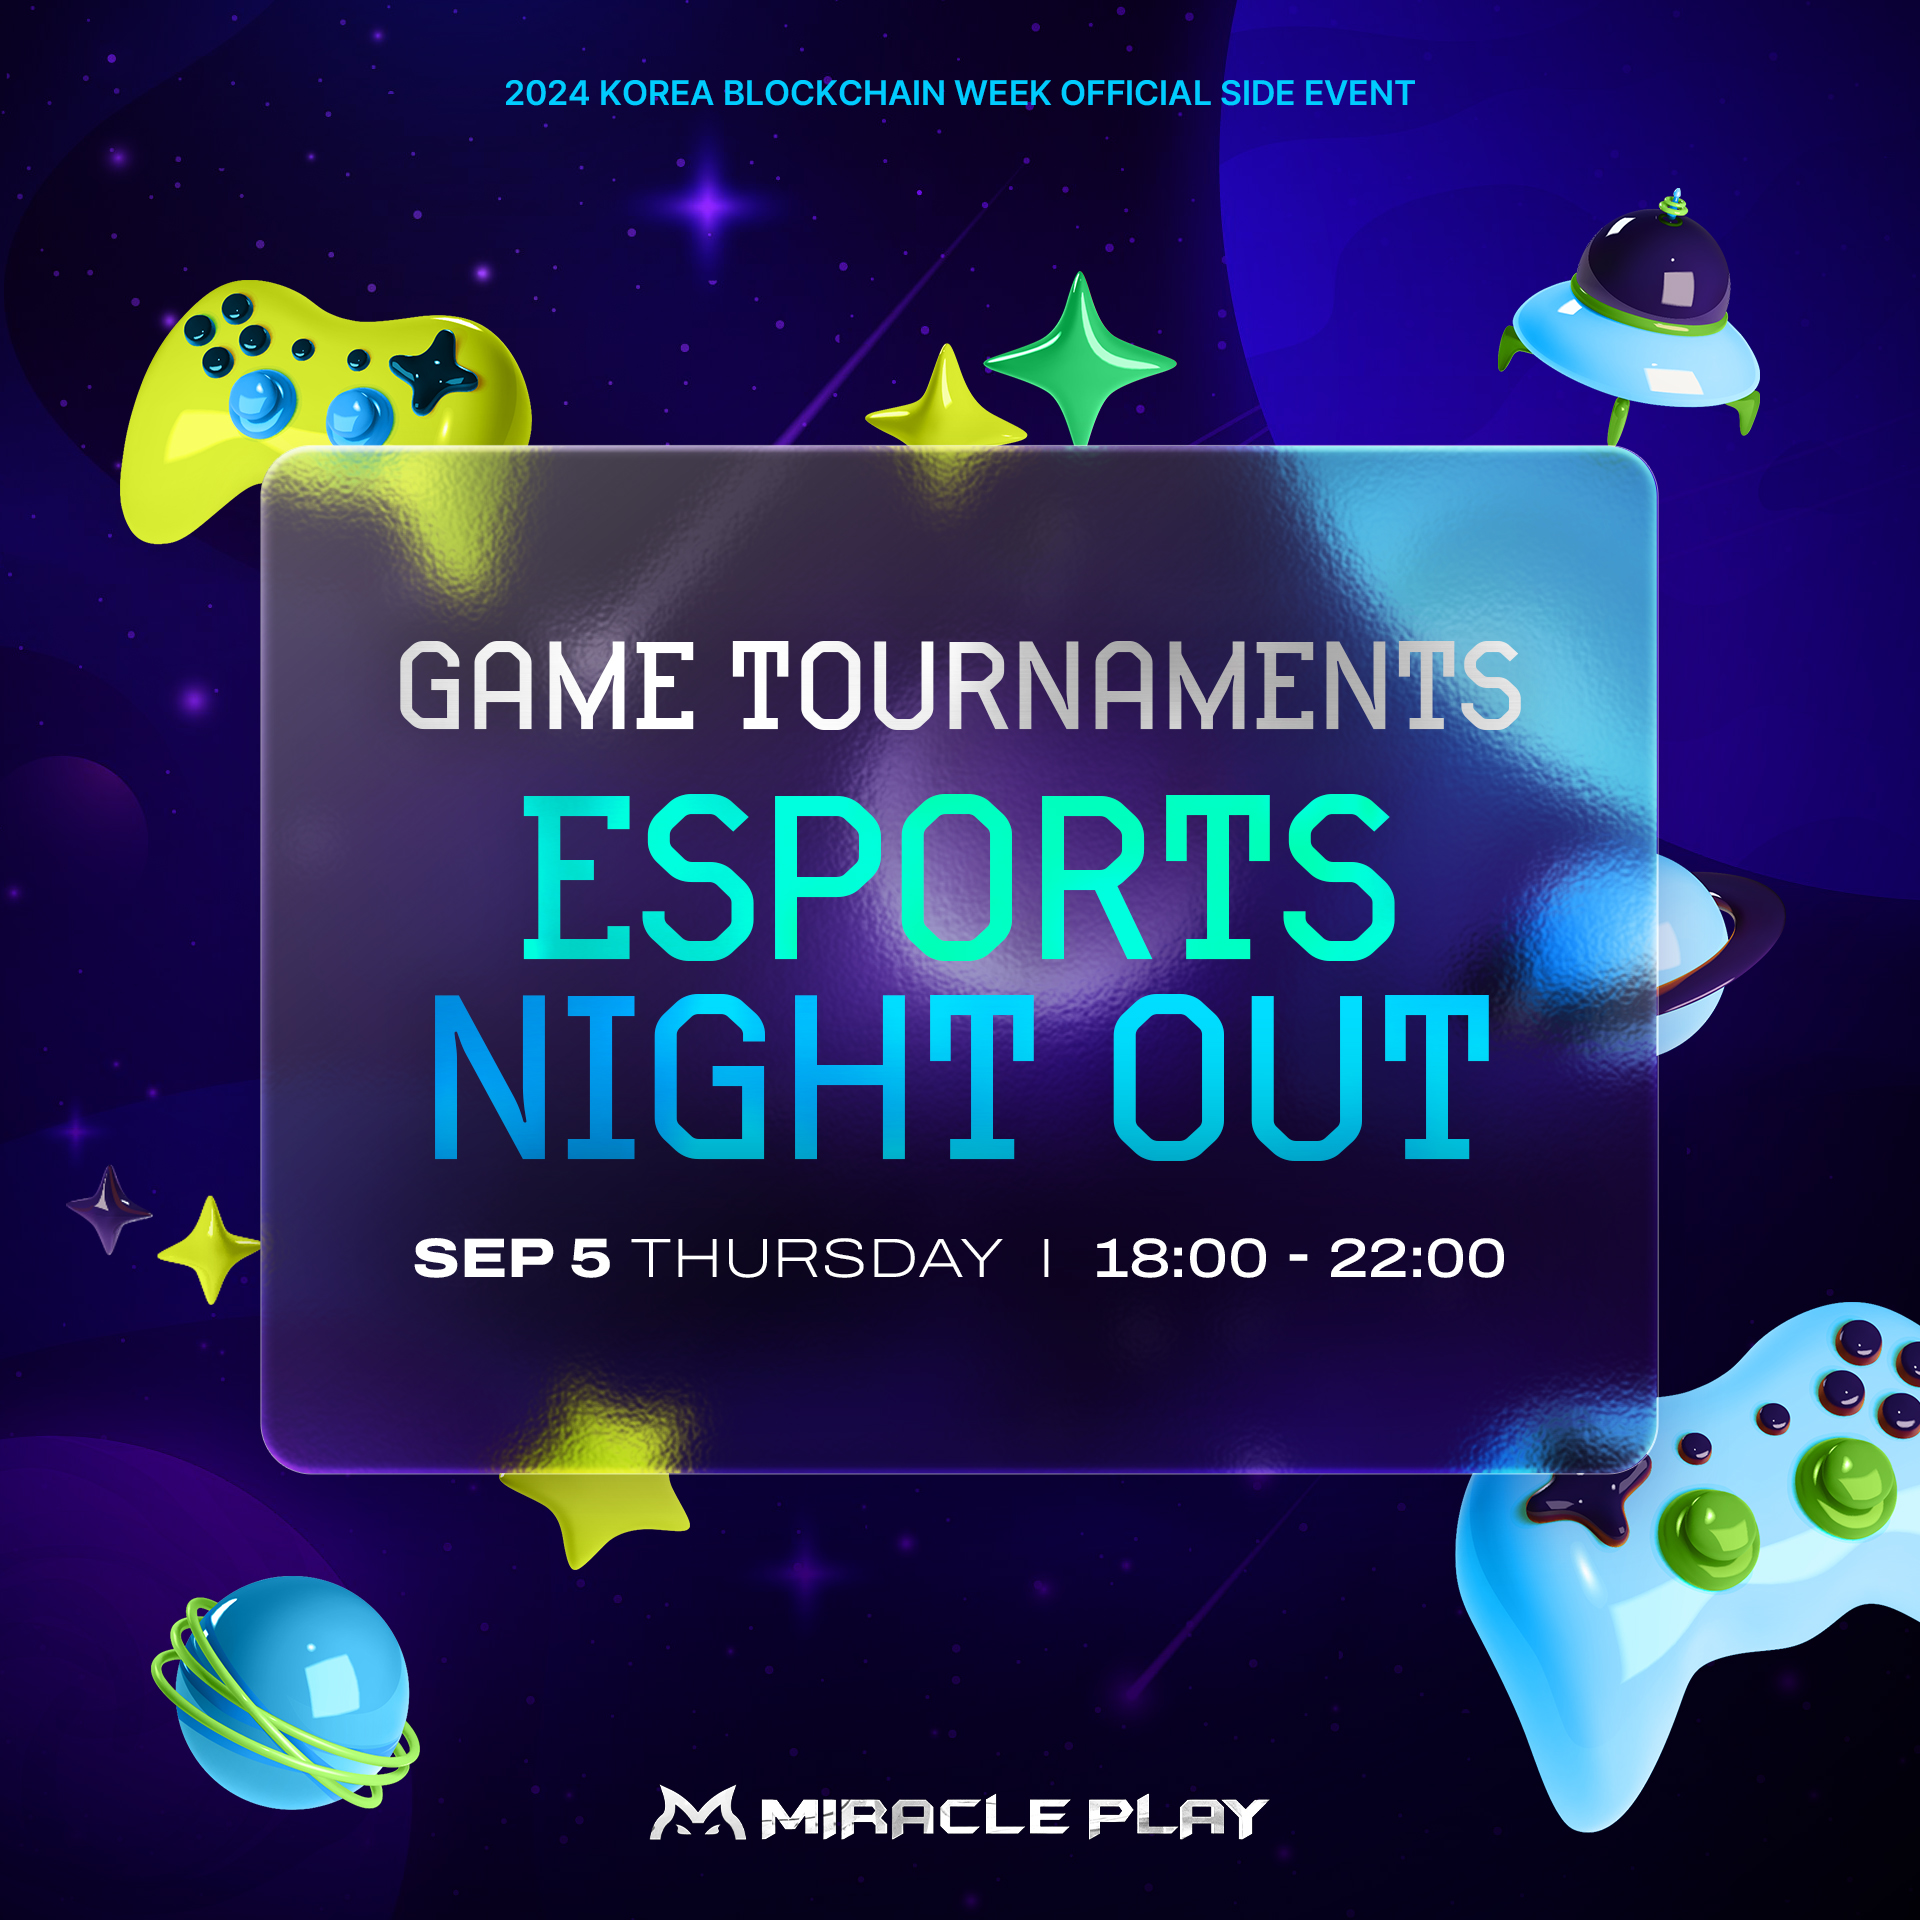 2024 KOREA BLOCKCHAIN WEEK OFFICIAL SIDE EVENT
GAME TOURNAMENTS
ESPORTS
NIGHT OUT
SEP 5 THURSDAY | 18:00 - 22:00
MIRACLE PLAY